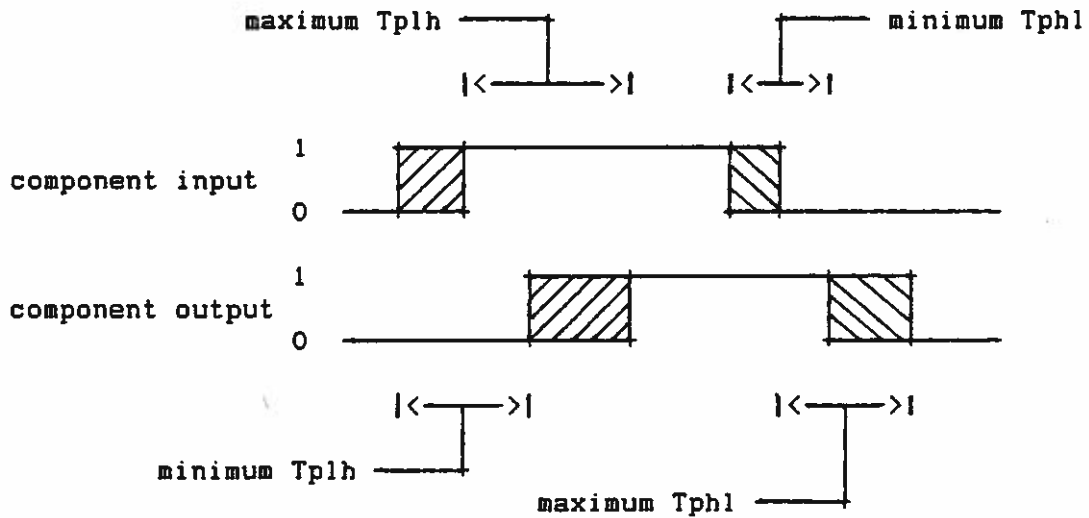 maximum Tplh
minimum Tphl
|< >|
|< >|
1
component input
0
1
component output
0
|< >|
|< >|
minimum Tplh
maximum Tphl